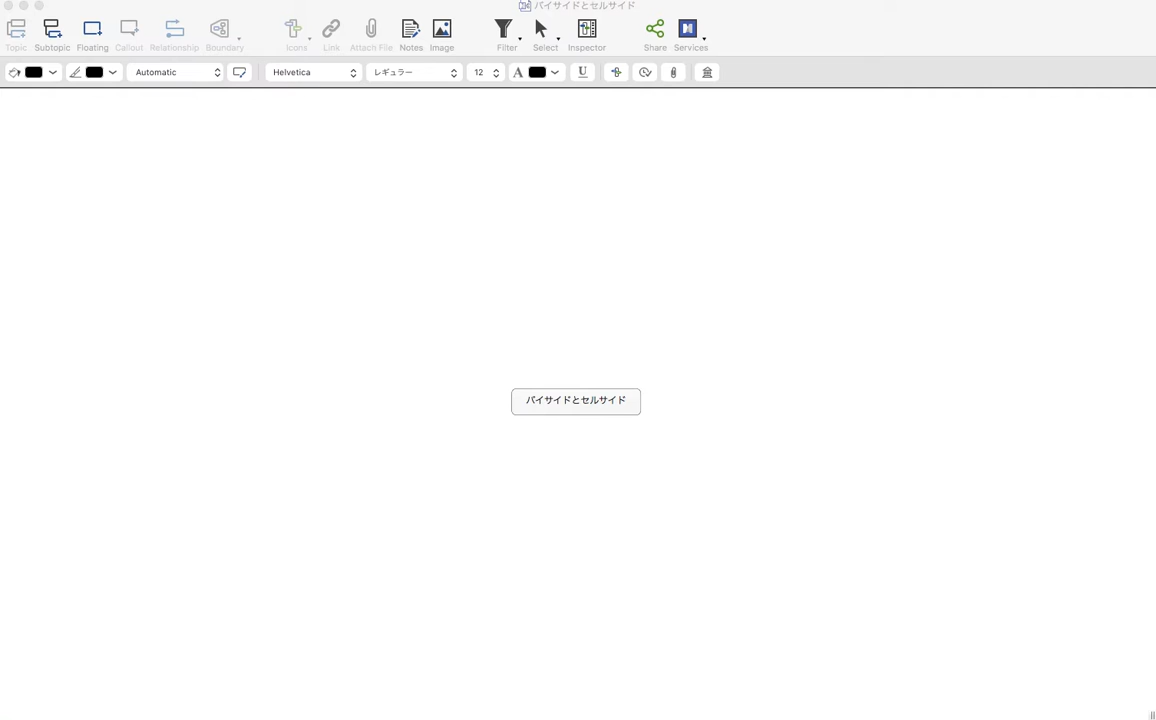 バイサイドとセルサイド
Topic Subtopic Floating Callout Relationship Boundary Icons Link Attach File Notes Image Filter Select Inspector Share Services
Automatic Helvetica レギュラー 12 A U
バイサイドとセルサイド